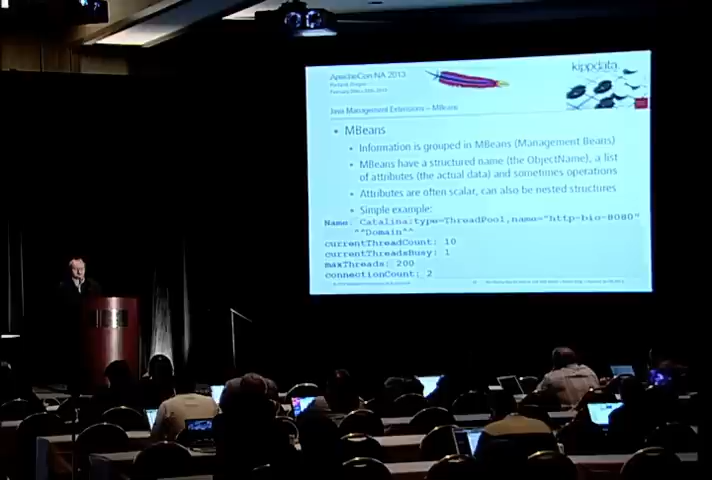 ApacheCon NA 2013
Portland, Oregon
kippdata
Java Management Extensions – MBeans
• MBeans
• Information is grouped in MBeans (Management Beans)
• MBeans have a structured name (the ObjectName), a list
of attributes (the actual data) and sometimes operations
• Attributes are often scalar, can also be nested structures
• Simple example:
Name: Catalina:type=ThreadPool,name="http-bio-8080"
^^Domain^^
currentThreadCount: 10
currentThreadsBusy: 1
maxThreads: 200
connectionCount: 2